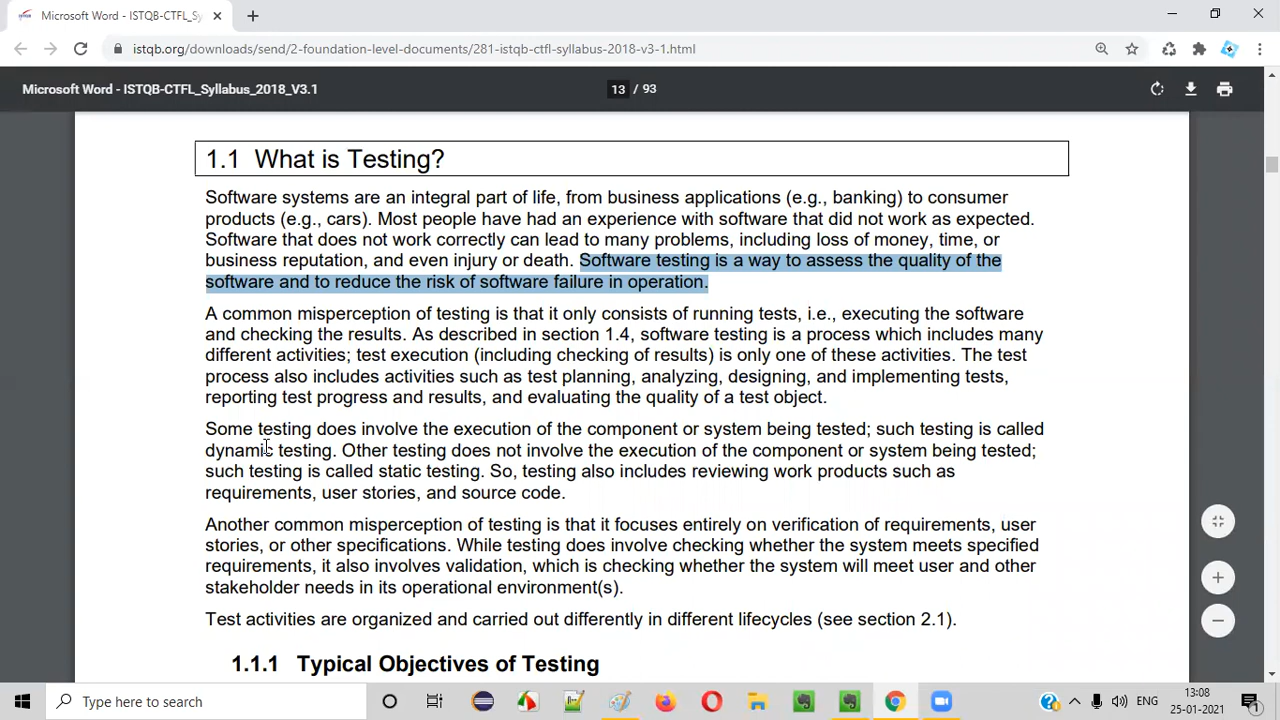 Microsoft Word - ISTQB-CTFL_Sy
istqb.org/downloads/send/2-foundation-level-documents/281-istqb-ctfl-syllabus-2018-v3-1.html
Microsoft Word - ISTQB-CTFL_Syllabus_2018_V3.1
13 / 93
1.1 What is Testing?
Software systems are an integral part of life, from business applications (e.g., banking) to consumer
products (e.g., cars). Most people have had an experience with software that did not work as expected.
Software that does not work correctly can lead to many problems, including loss of money, time, or
business reputation, and even injury or death. Software testing is a way to assess the quality of the
software and to reduce the risk of software failure in operation.
A common misperception of testing is that it only consists of running tests, i.e., executing the software
and checking the results. As described in section 1.4, software testing is a process which includes many
different activities; test execution (including checking of results) is only one of these activities. The test
process also includes activities such as test planning, analyzing, designing, and implementing tests,
reporting test progress and results, and evaluating the quality of a test object.
Some testing does involve the execution of the component or system being tested; such testing is called
dynamic testing. Other testing does not involve the execution of the component or system being tested;
such testing is called static testing. So, testing also includes reviewing work products such as
requirements, user stories, and source code.
Another common misperception of testing is that it focuses entirely on verification of requirements, user
stories, or other specifications. While testing does involve checking whether the system meets specified
requirements, it also involves validation, which is checking whether the system will meet user and other
stakeholder needs in its operational environment(s).
Test activities are organized and carried out differently in different lifecycles (see section 2.1).
1.1.1 Typical Objectives of Testing
Type here to search
ENG
13:08
25-01-2021